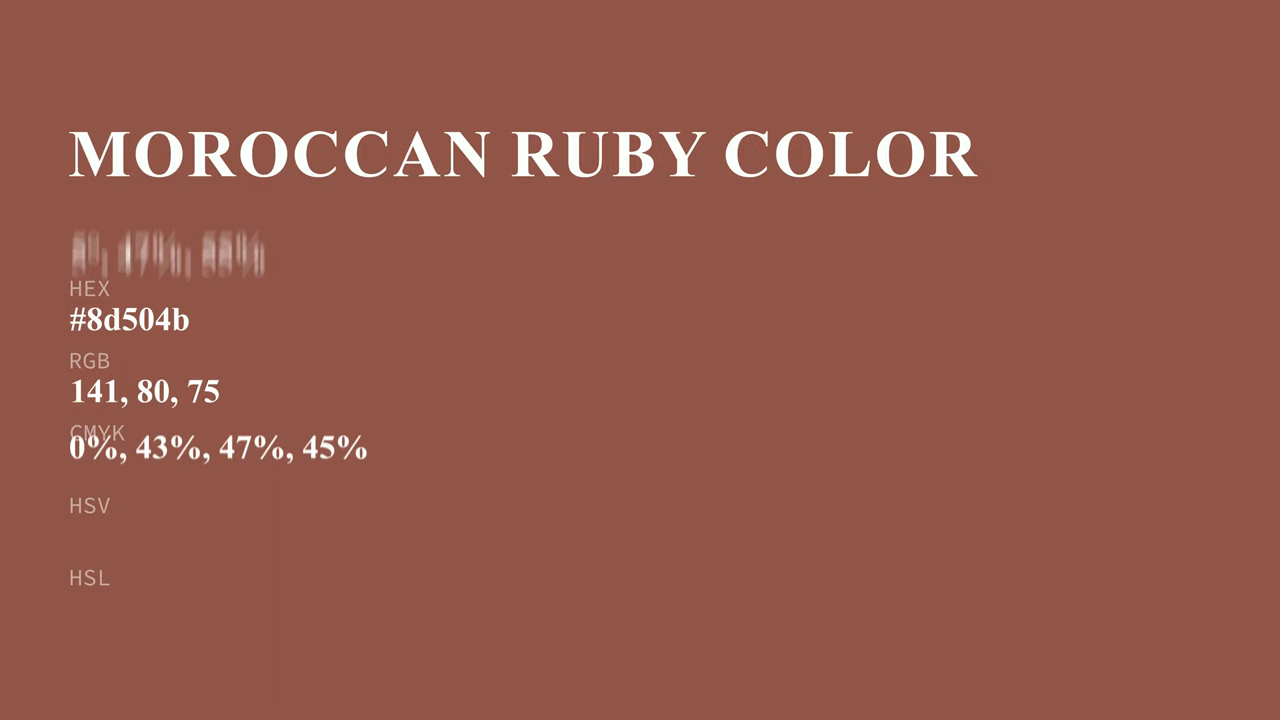 MOROCCAN RUBY COLOR
HEX
#8d504b
RGB
141, 80, 75
CMYK
0%, 43%, 47%, 45%
HSV
HSL